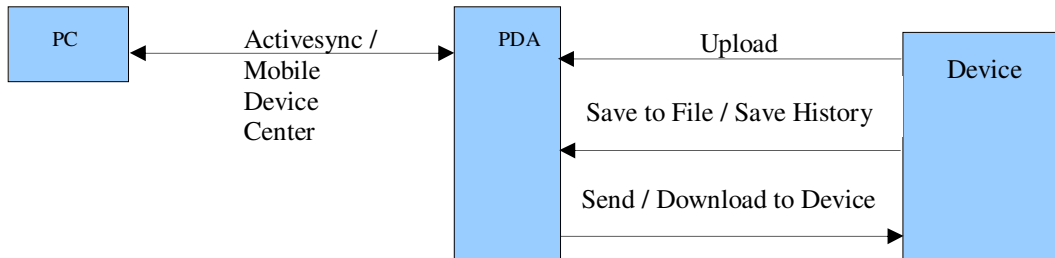 PC
Activesync /
Mobile
Device
Center
PDA
Upload
Save to File / Save History
Send / Download to Device
Device